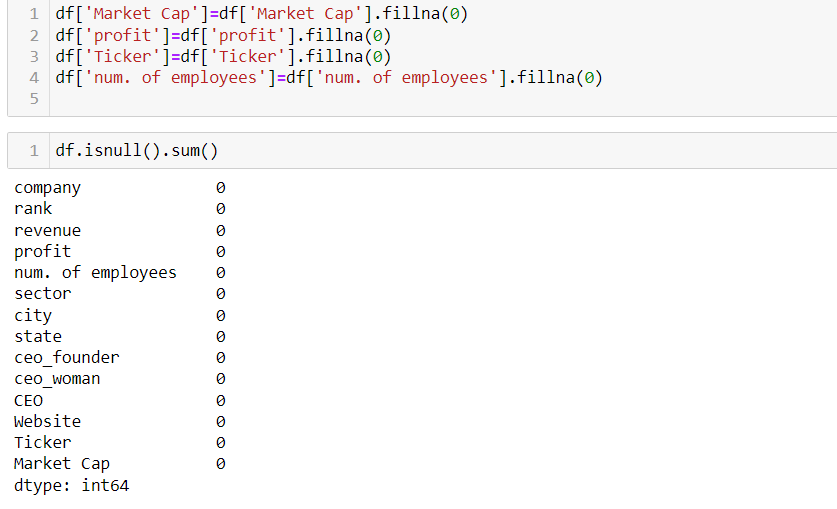 1 df['Market Cap']=df['Market Cap'].fillna(0)
2 df['profit']=df['profit'].fillna(0)
3 df['Ticker']=df['Ticker'].fillna(0)
4 df['num. of employees']=df['num. of employees'].fillna(0)
5
1 df.isnull().sum()
company 0
rank 0
revenue 0
profit 0
num. of employees 0
sector 0
city 0
state 0
ceo_founder 0
ceo_woman 0
CEO 0
Website 0
Ticker 0
Market Cap 0
dtype: int64